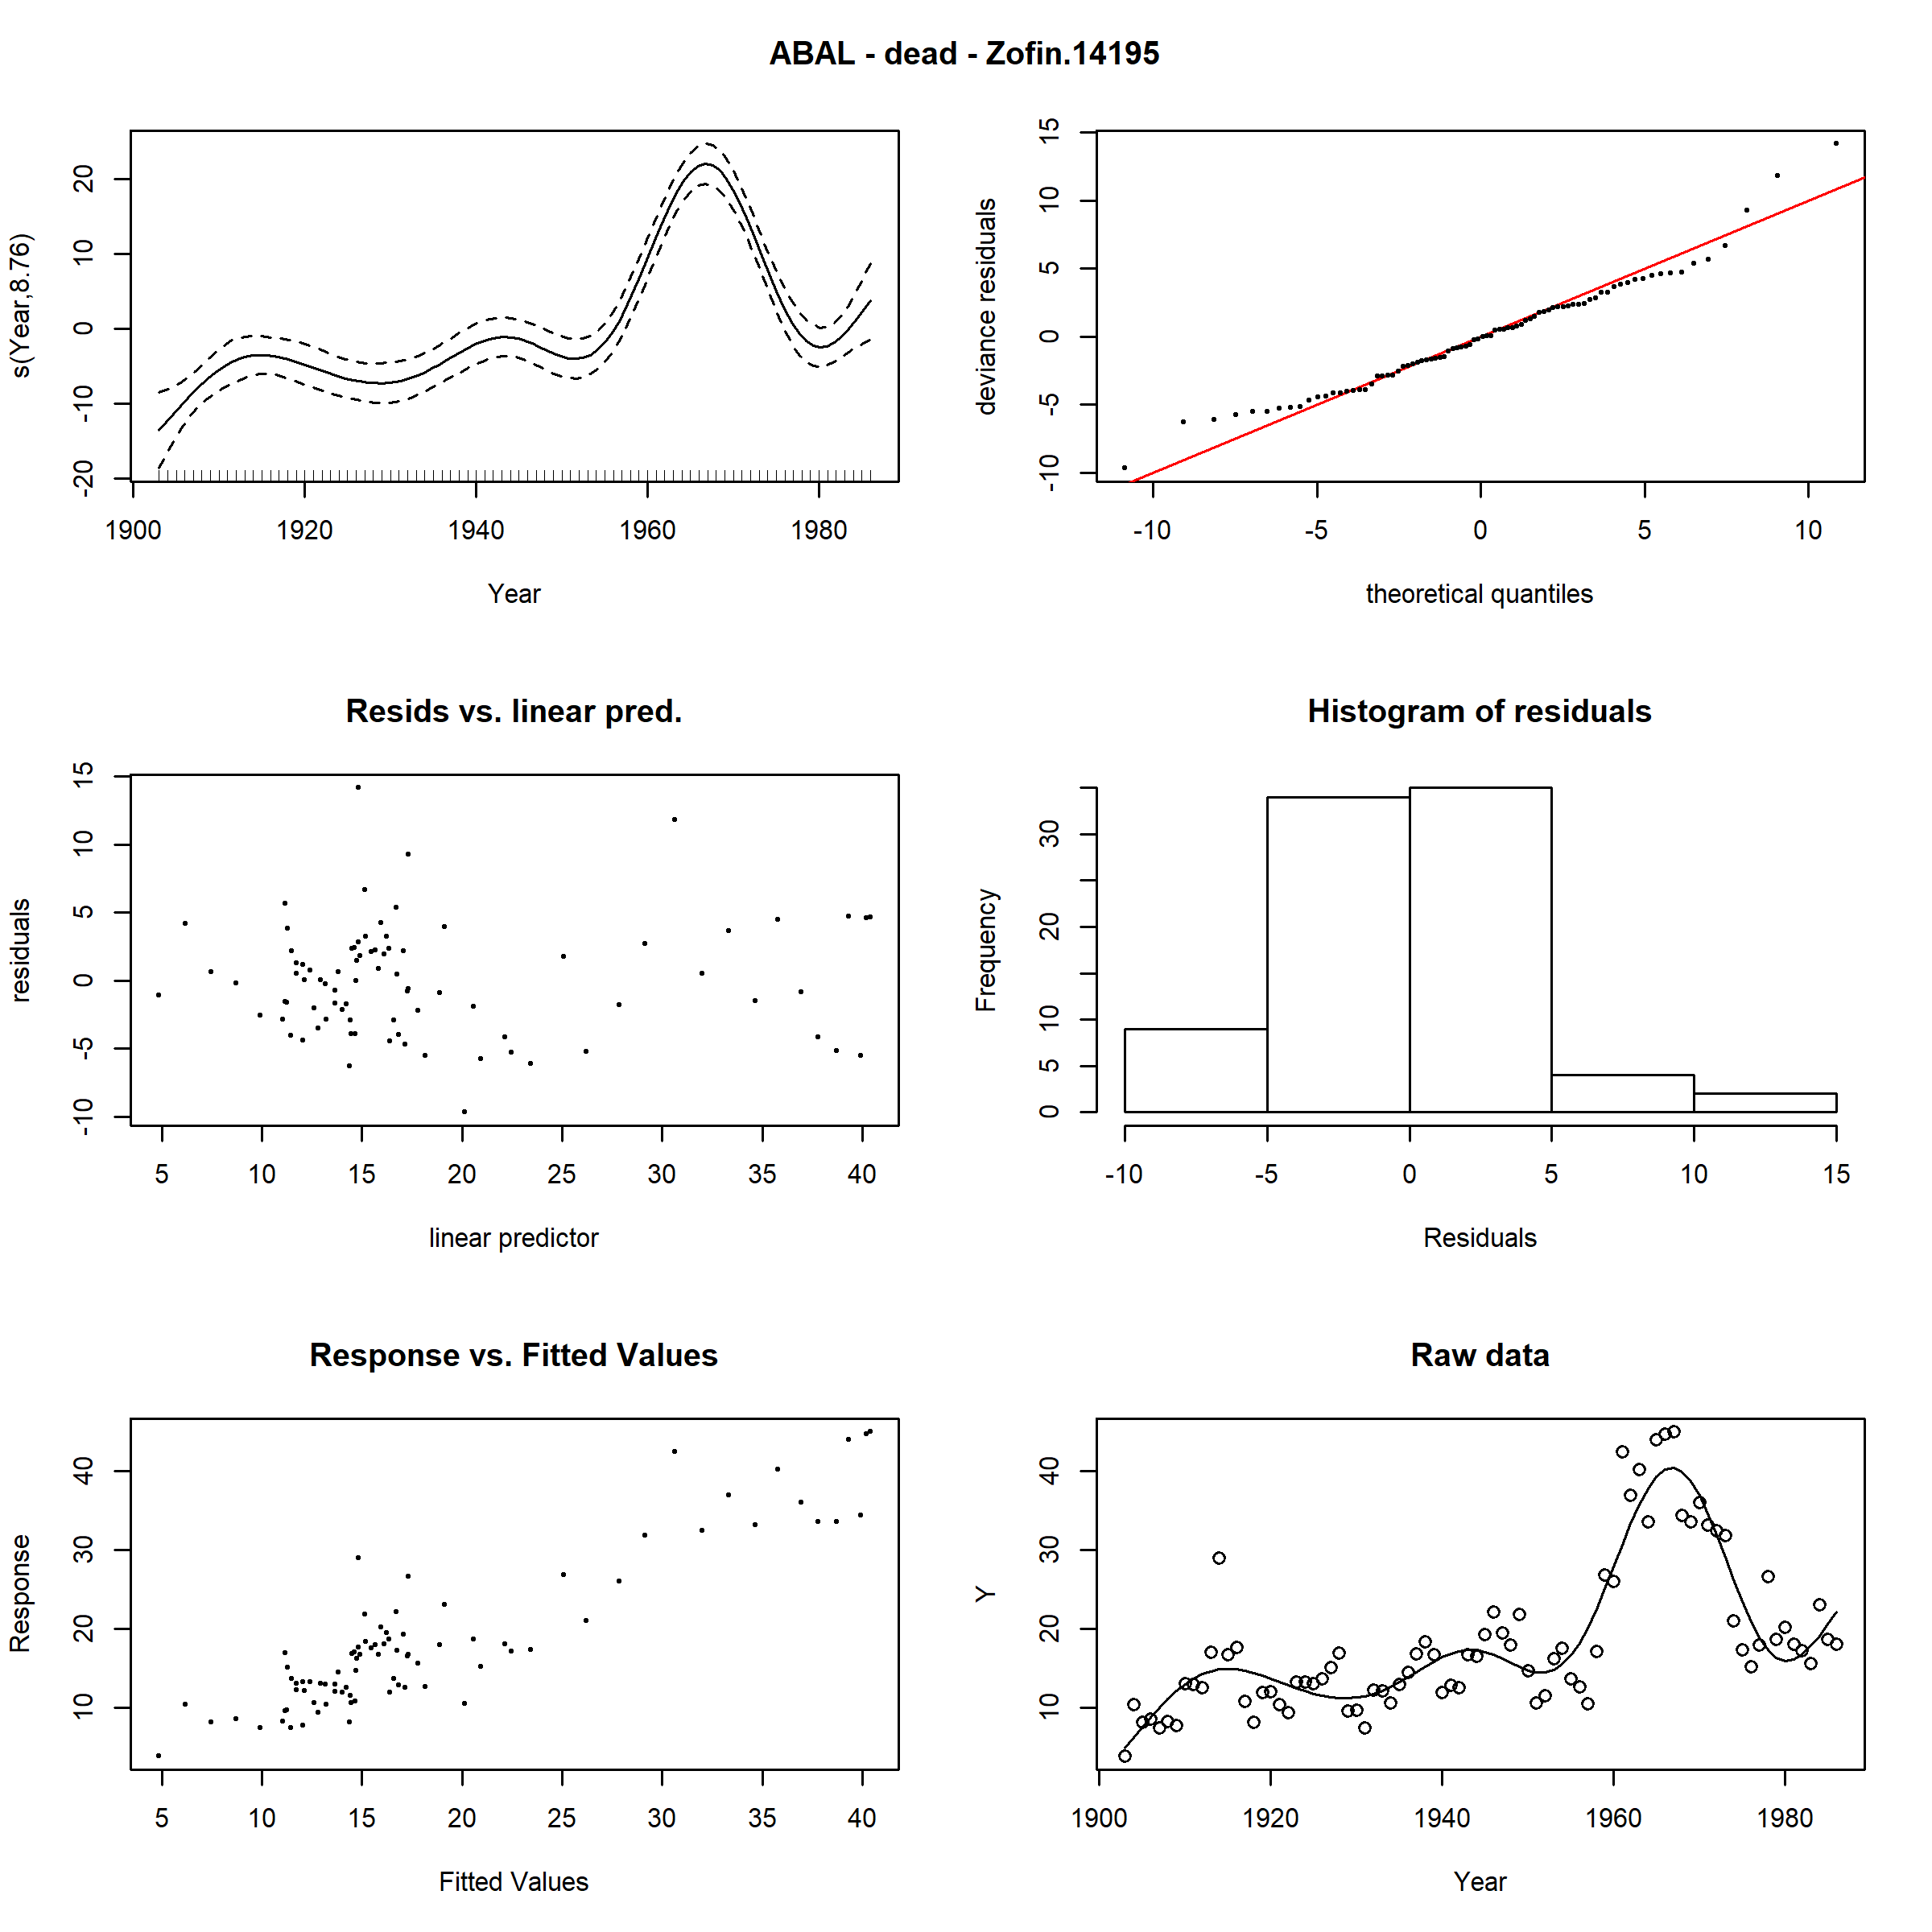 ABAL - dead - Zofin.14195
s(Year,8.76)
20
10
0
-10
-20
1900 1920 1940 1960 1980
Year
deviance residuals
15
10
5
0
-5
-10
-10 -5 0 5 10
theoretical quantiles
Resids vs. linear pred.
residuals
15
10
5
0
-5
-10
5 10 15 20 25 30 35 40
linear predictor
Histogram of residuals
Frequency
30
20
10
5
0
-10 -5 0 5 10 15
Residuals
Response vs. Fitted Values
Response
40
30
20
10
5 10 15 20 25 30 35 40
Fitted Values
Raw data
Y
40
30
20
10
1900 1920 1940 1960 1980
Year